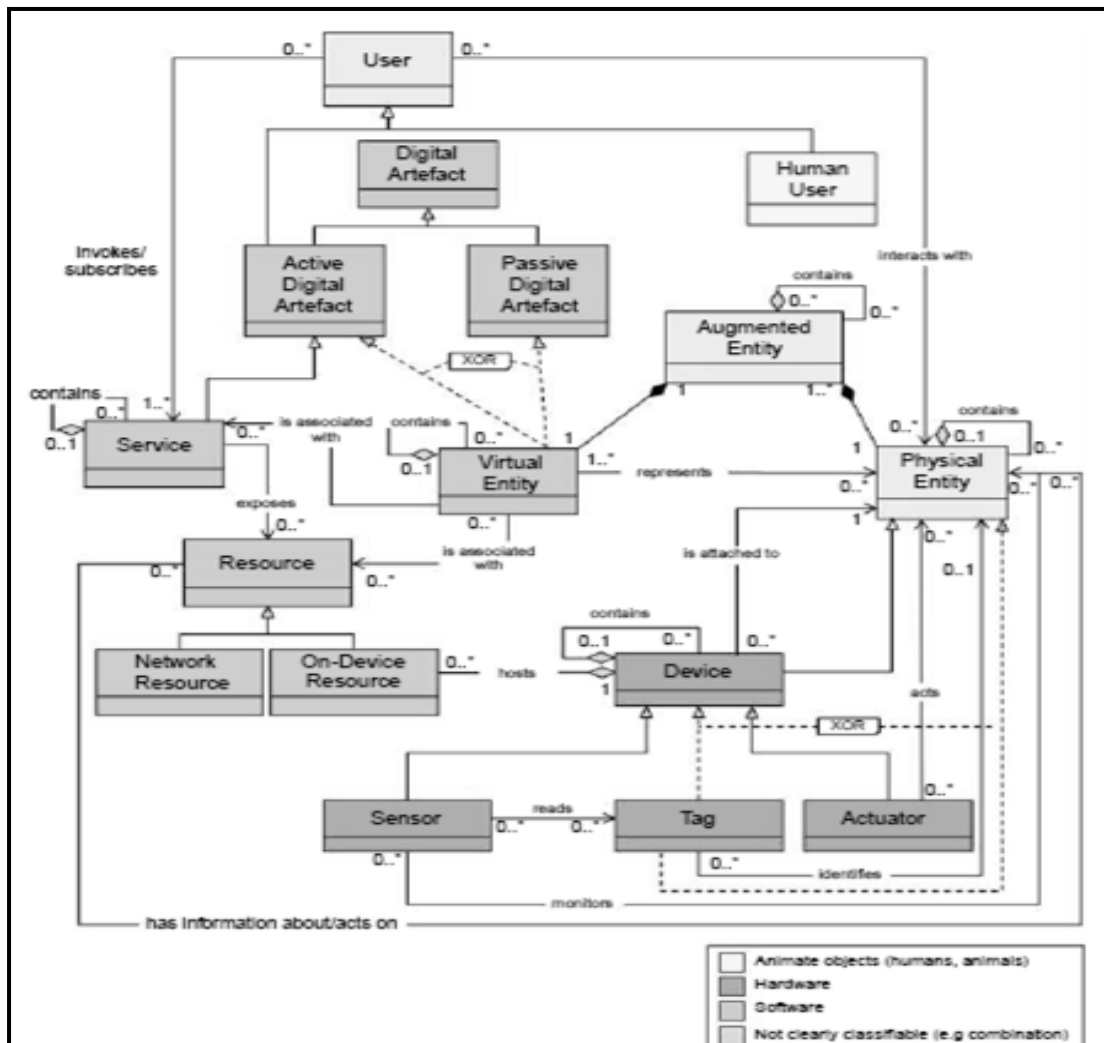 0..*
User
0..*
Digital
Artefact
Human
User
Invokes/
subscribes
Active
Digital
Artefact
Passive
Digital
Artefact
interacts with
contains
0..*
0..*
Augmented
Entity
XOR
1
1..*
contains
0..*
1..*
0..1
Service
0..*
is associated
with
contains
0..*
0..1
Virtual
Entity
1
1..*
represents
0..*
contains
0..1
0..*
1
Physical
Entity
0..*
0..*
0..*
exposes
0..*
0..*
is associated
with
0..*
1
0..*
0..1
is attached to
Resource
0..*
contains
0..1
0..*
0..*
Network
Resource
On-Device
Resource
0..*
hosts
1
Device
acts
XOR
0..*
Sensor
reads
0..*
0..*
Tag
Actuator
0..*
0..*
identifies
monitors
has information about/acts on
Animate objects (humans, animals)
Hardware
Software
Not clearly classifiable (e.g combination)